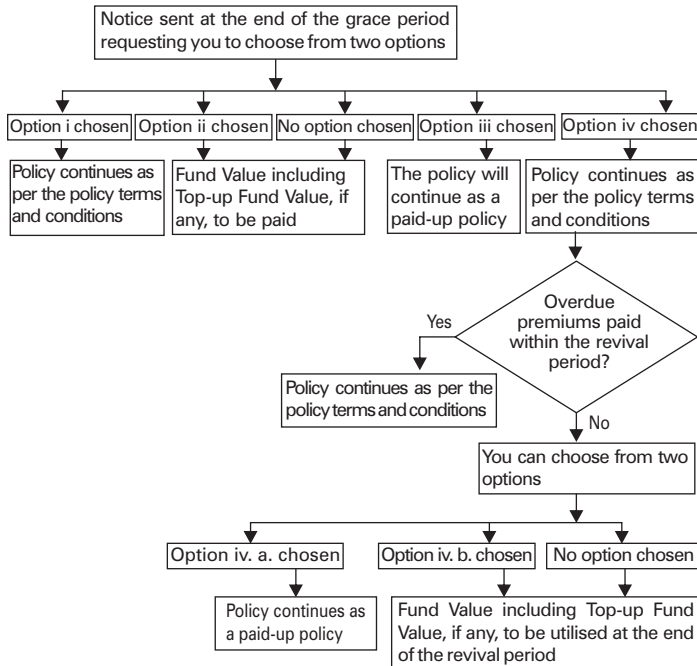 Notice sent at the end of the grace period
requesting you to choose from two options
Option i chosen
Option ii chosen
No option chosen
Option iii chosen
Option iv chosen
Policy continues as
per the policy terms
and conditions
Fund Value including
Top-up Fund Value, if
any, to be paid
The policy will
continue as a
paid-up policy
Policy continues as
per the policy terms
and conditions
Overdue
premiums paid
within the revival
period?
Yes
Policy continues as per the
policy terms and conditions
No
You can choose from two
options
Option iv. a. chosen
Option iv. b. chosen
No option chosen
Policy continues as
a paid-up policy
Fund Value including Top-up Fund
Value, if any, to be utilised at the end
of the revival period